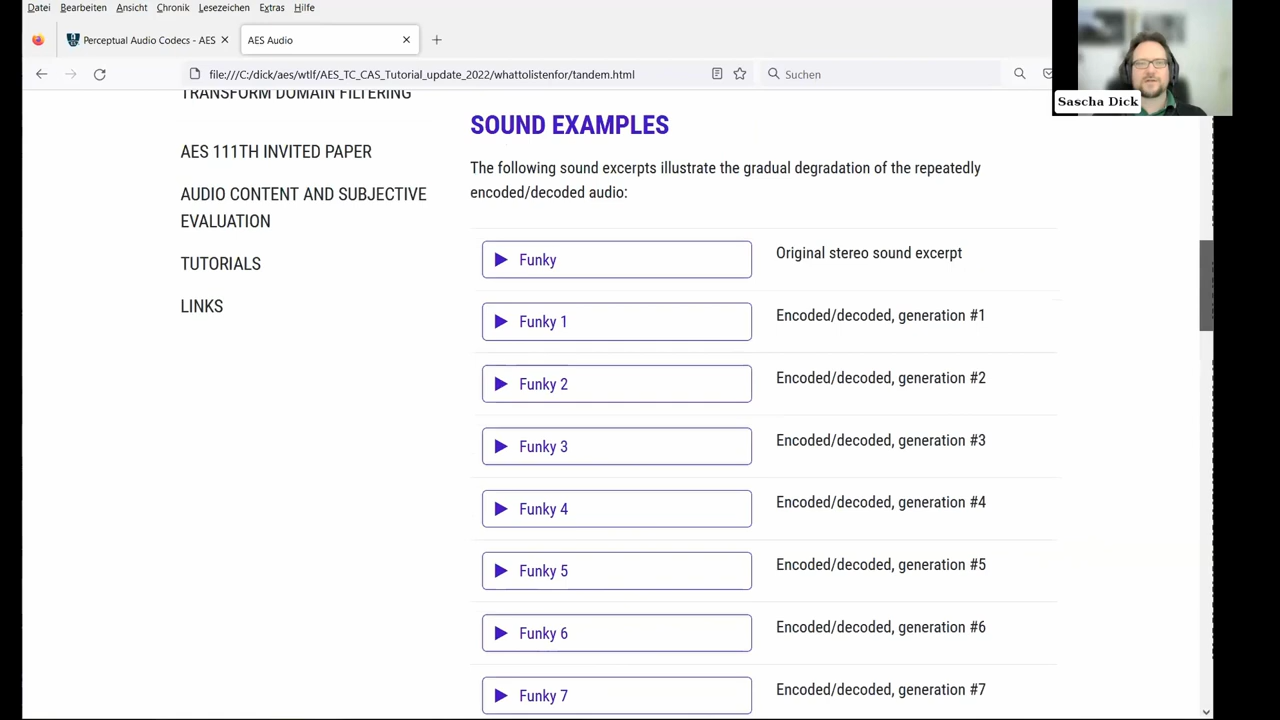 Datei Bearbeiten Ansicht Chronik Lesezeichen Extras Hilfe
Perceptual Audio Codecs - AES
AES Audio
file:///C:/dick/aes/wtlf/AES_TC_CAS_Tutorial_update_2022/whattolistenfor/tandem.html
Suchen
Sascha Dick
TRANSFORM DOMAIN FILTERING
AES 111TH INVITED PAPER
AUDIO CONTENT AND SUBJECTIVE
EVALUATION
TUTORIALS
LINKS
SOUND EXAMPLES
The following sound excerpts illustrate the gradual degradation of the repeatedly
encoded/decoded audio:
Funky Original stereo sound excerpt
Funky 1 Encoded/decoded, generation #1
Funky 2 Encoded/decoded, generation #2
Funky 3 Encoded/decoded, generation #3
Funky 4 Encoded/decoded, generation #4
Funky 5 Encoded/decoded, generation #5
Funky 6 Encoded/decoded, generation #6
Funky 7 Encoded/decoded, generation #7